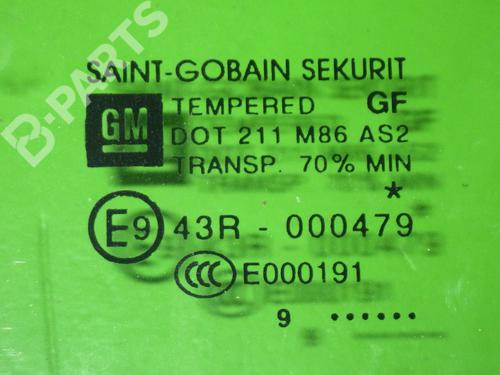 B-PARTS
SAINT-GOBAIN SEKURIT
GM TEMPERED GF
DOT 211 M86 AS2
TRANSP. 70% MIN
*
E9 43R - 000479
CCC E000191
9 ......